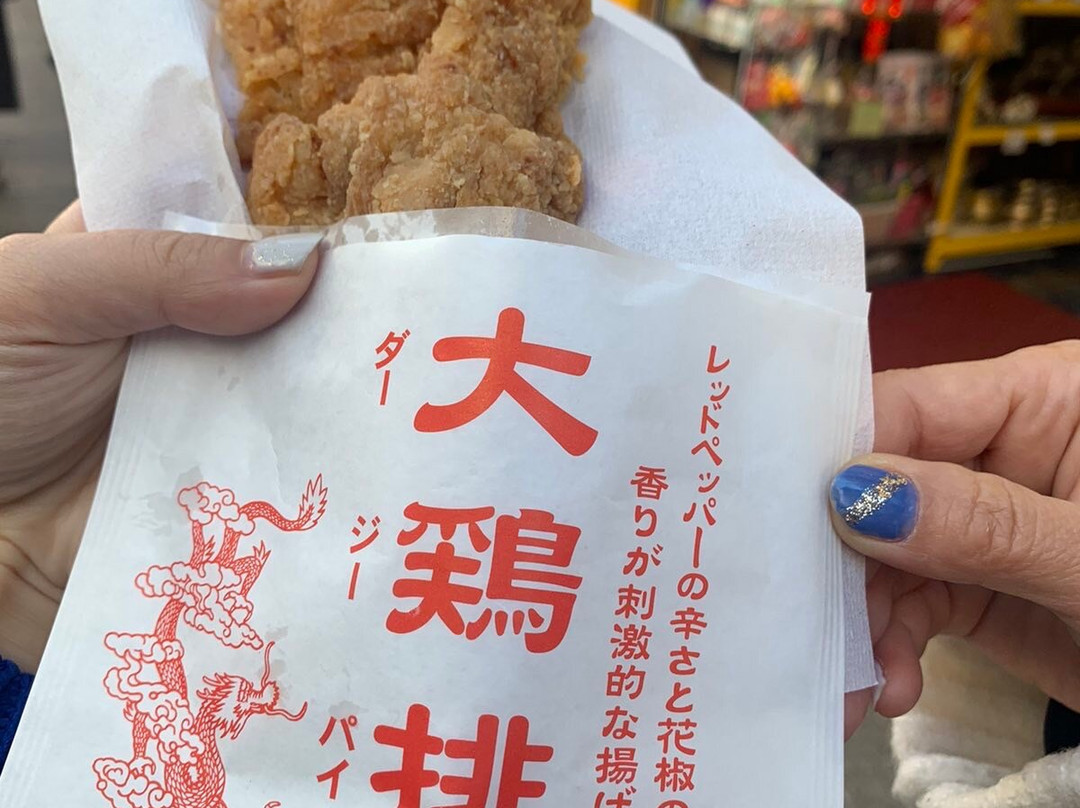 レッドペッパーの辛さと花椒の
香りが刺激的な揚げ
大鶏排
ダージーパイ